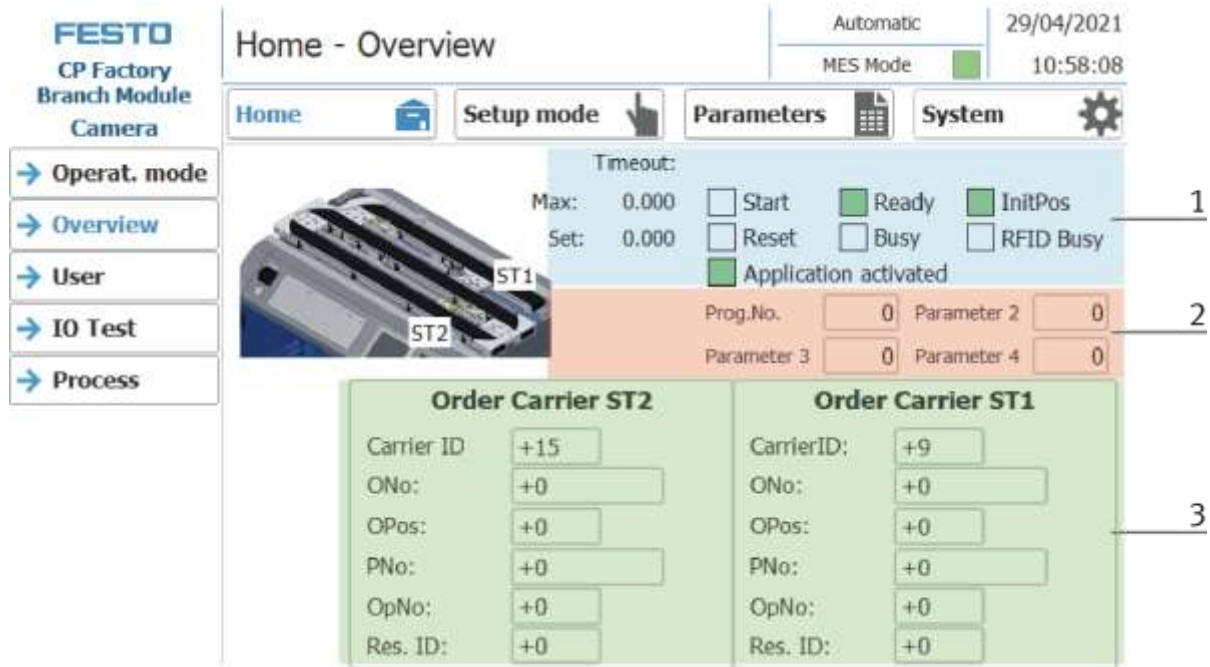 FESTO
CP Factory
Branch Module
Camera
Home - Overview
Automatic
MES Mode
29/04/2021
10:58:08
Home
Setup mode
Parameters
System
Operat. mode
Overview
User
IO Test
Process
ST1
ST2
Timeout:
Max: 0.000
Set: 0.000
Start Ready InitPos
Reset Busy RFID Busy
Application activated
1
Prog.No. 0 Parameter 2 0
Parameter 3 0 Parameter 4 0
2
Order Carrier ST2
Carrier ID +15
ONo: +0
OPos: +0
PNo: +0
OpNo: +0
Res. ID: +0
Order Carrier ST1
CarrierID: +9
ONo: +0
OPos: +0
PNo: +0
OpNo: +0
Res. ID: +0
3